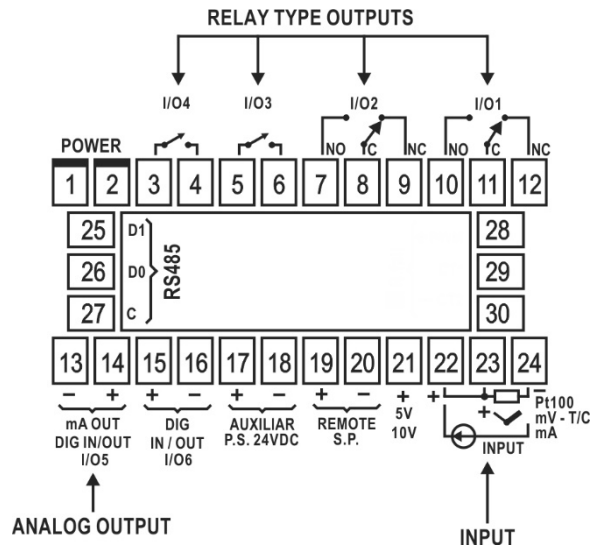 RELAY TYPE OUTPUTS
I/O4 I/O3 I/O2 I/O1
POWER NO C NC NO C NC
1 2 3 4 5 6 7 8 9 10 11 12
25 D1 28
26 D0 RS485 29
27 C 30
13 14 15 16 17 18 19 20 21 22 23 24
− + + − + − + − + + −
mA OUT DIG AUXILIAR REMOTE 5V + Pt100
DIG IN/OUT IN / OUT P.S. 24VDC S.P. 10V mV - T/C
I/O5 I/O6 INPUT mA
ANALOG OUTPUT INPUT